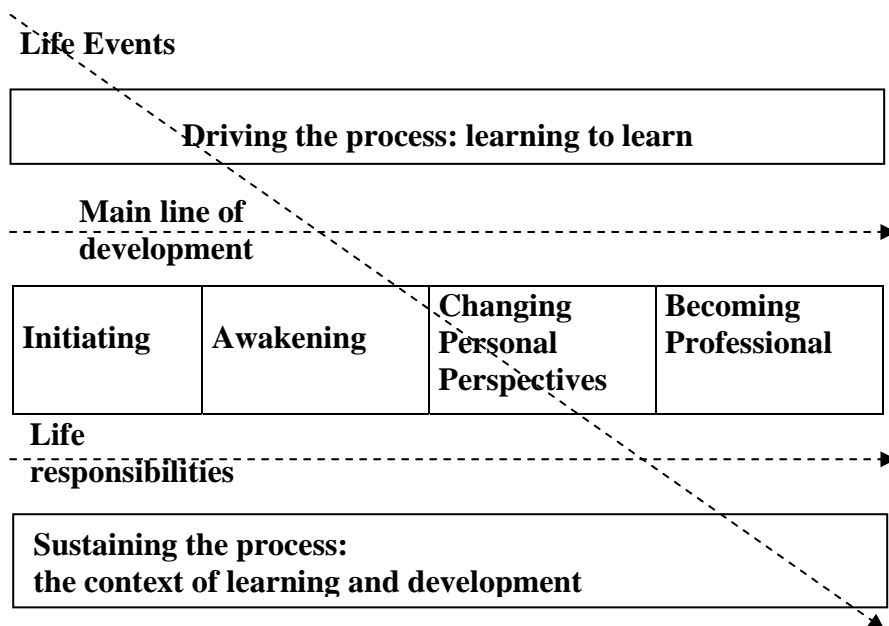 Life Events
Driving the process: learning to learn
Main line of
development
Initiating
Awakening
Changing
Personal
Perspectives
Becoming
Professional
Life
responsibilities
Sustaining the process:
the context of learning and development